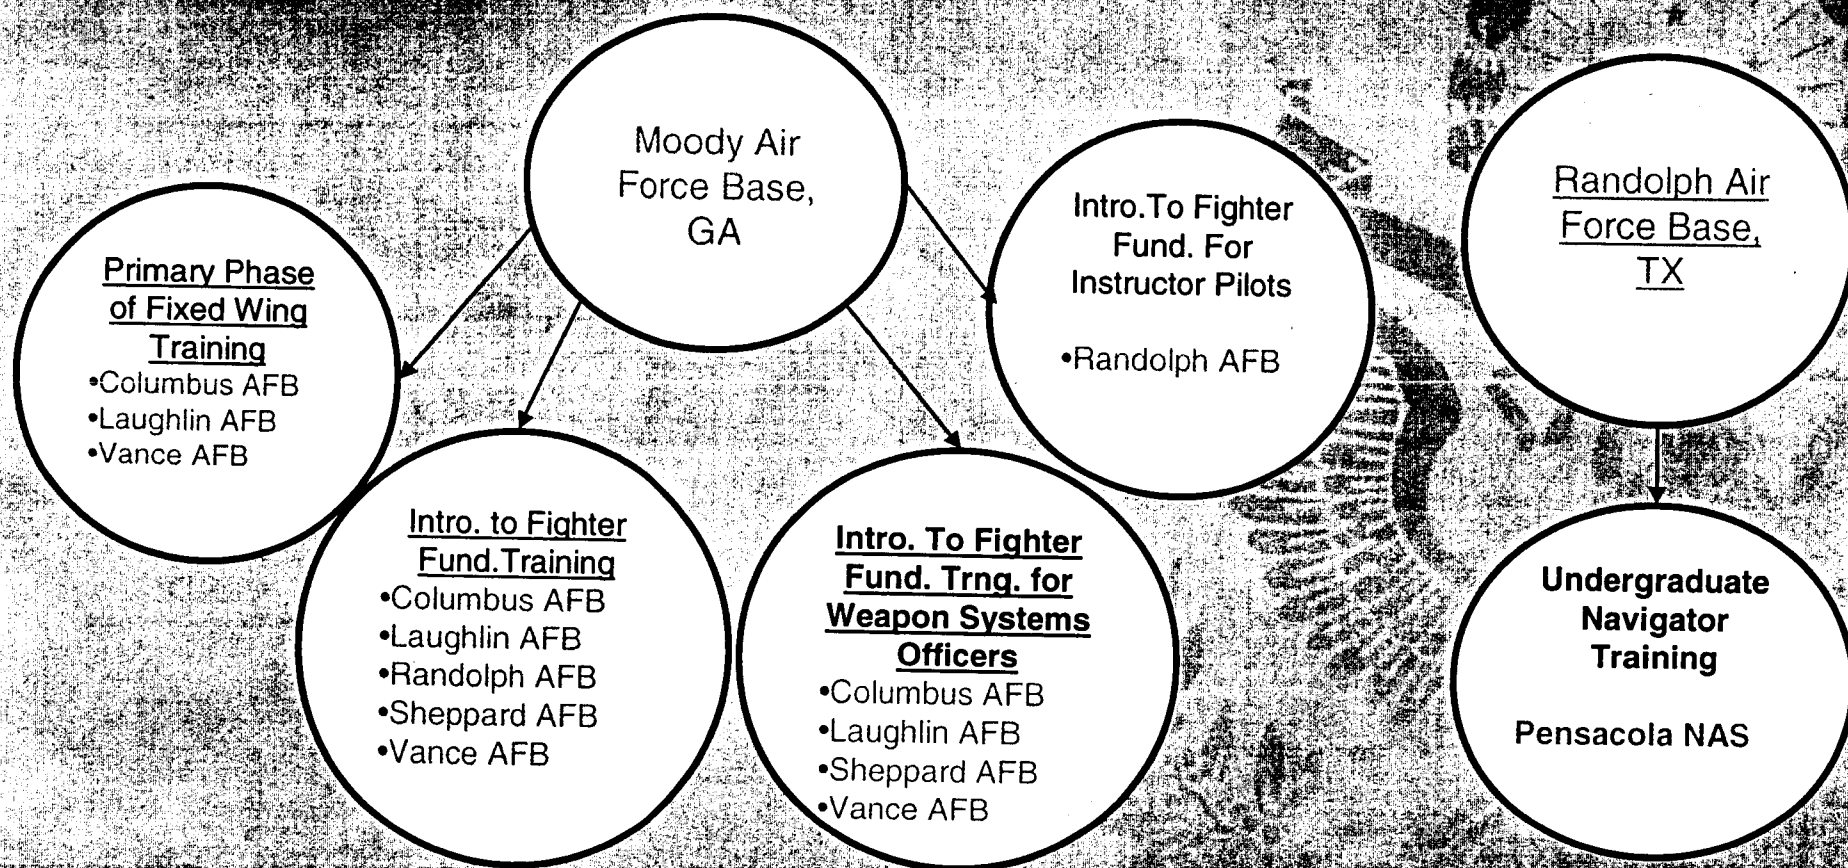 Moody Air
Force Base,
GA
Primary Phase
of Fixed Wing
Training
•Columbus AFB
•Laughlin AFB
•Vance AFB
Intro. to Fighter
Fund.Training
•Columbus AFB
•Laughlin AFB
•Randolph AFB
•Sheppard AFB
•Vance AFB
Intro. To Fighter
Fund. Trng. for
Weapon Systems
Officers
•Columbus AFB
•Laughlin AFB
•Sheppard AFB
•Vance AFB
Intro.To Fighter
Fund. For
Instructor Pilots
•Randolph AFB
Randolph Air
Force Base,
TX
Undergraduate
Navigator
Training
Pensacola NAS